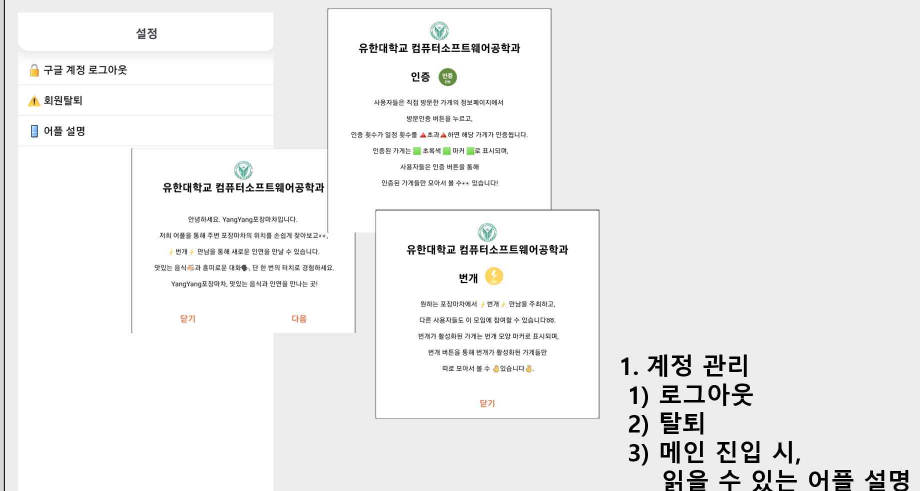 설정
🔒 구글 계정 로그아웃
⚠️ 회원탈퇴
📱 어플 설명
유한대학교 컴퓨터소프트웨어공학과
안녕하세요. YangYang포장마차입니다.
저희 어플을 통해 주변 포장마차의 위치를 손쉽게 찾아보고👀,
⚡번개⚡ 만남을 통해 새로운 인연을 만날 수 있습니다.
맛있는 음식🍜과 흥미로운 대화🗣, 단 한 번의 터치로 경험하세요.
YangYang포장마차, 맛있는 음식과 인연을 만나는 곳!
닫기 다음
유한대학교 컴퓨터소프트웨어공학과
인증 인증 ON
사용자들은 직접 방문한 가게의 정보페이지에서
방문인증 버튼을 누르고,
인증 횟수가 일정 횟수를 🔺초과🔺하면 해당 가게가 인증됩니다.
인증된 가게는 🟩 초록색 🟩 마커 🟩로 표시되며,
사용자들은 인증 버튼을 통해
인증된 가게들만 모아서 볼 수👀 있습니다!
유한대학교 컴퓨터소프트웨어공학과
번개
원하는 포장마차에서 ⚡번개⚡ 만남을 주최하고,
다른 사용자들도 이 모임에 참여할 수 있습니다👥.
번개가 활성화된 가게는 번개 모양 마커로 표시되며,
번개 버튼을 통해 번개가 활성화된 가게들만
따로 모아서 볼 수 👌있습니다👌.
닫기
1. 계정 관리
1) 로그아웃
2) 탈퇴
3) 메인 진입 시,
읽을 수 있는 어플 설명